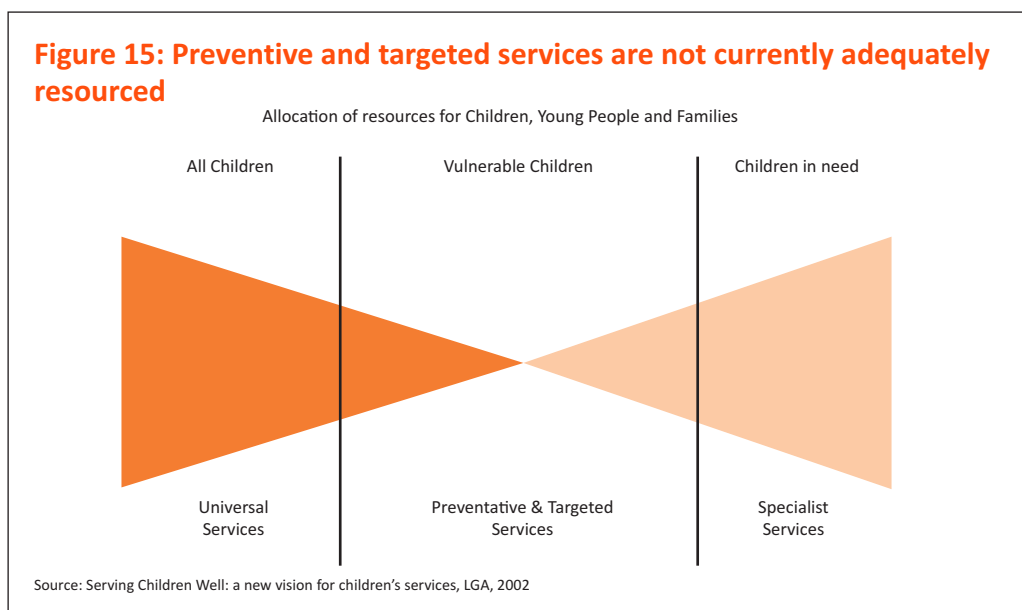 Figure 15: Preventive and targeted services are not currently adequately
resourced
Allocation of resources for Children, Young People and Families
All Children
Vulnerable Children
Children in need
Universal
Services
Preventative & Targeted
Services
Specialist
Services
Source: Serving Children Well: a new vision for children’s services, LGA, 2002